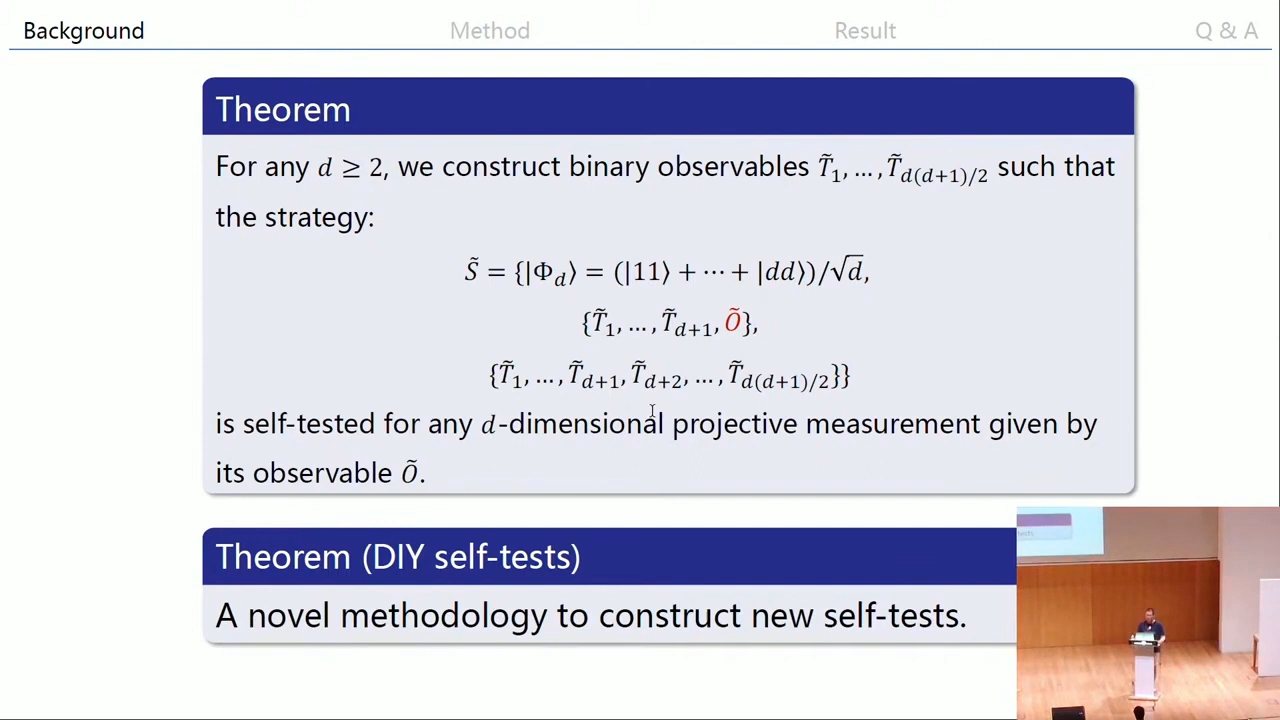 Background Method Result Q & A
Theorem
For any d ≥ 2, we construct binary observables T̃₁, … , T̃_{d(d+1)/2} such that
the strategy:
S̃ = {|Φ_d⟩ = (|11⟩ + ⋯ + |dd⟩)/√d,
{T̃₁, … , T̃_{d+1}, Õ},
{T̃₁, … , T̃_{d+1}, T̃_{d+2}, … , T̃_{d(d+1)/2}}}
is self-tested for any d-dimensional projective measurement given by
its observable Õ.
Theorem (DIY self-tests)
A novel methodology to construct new self-tests.